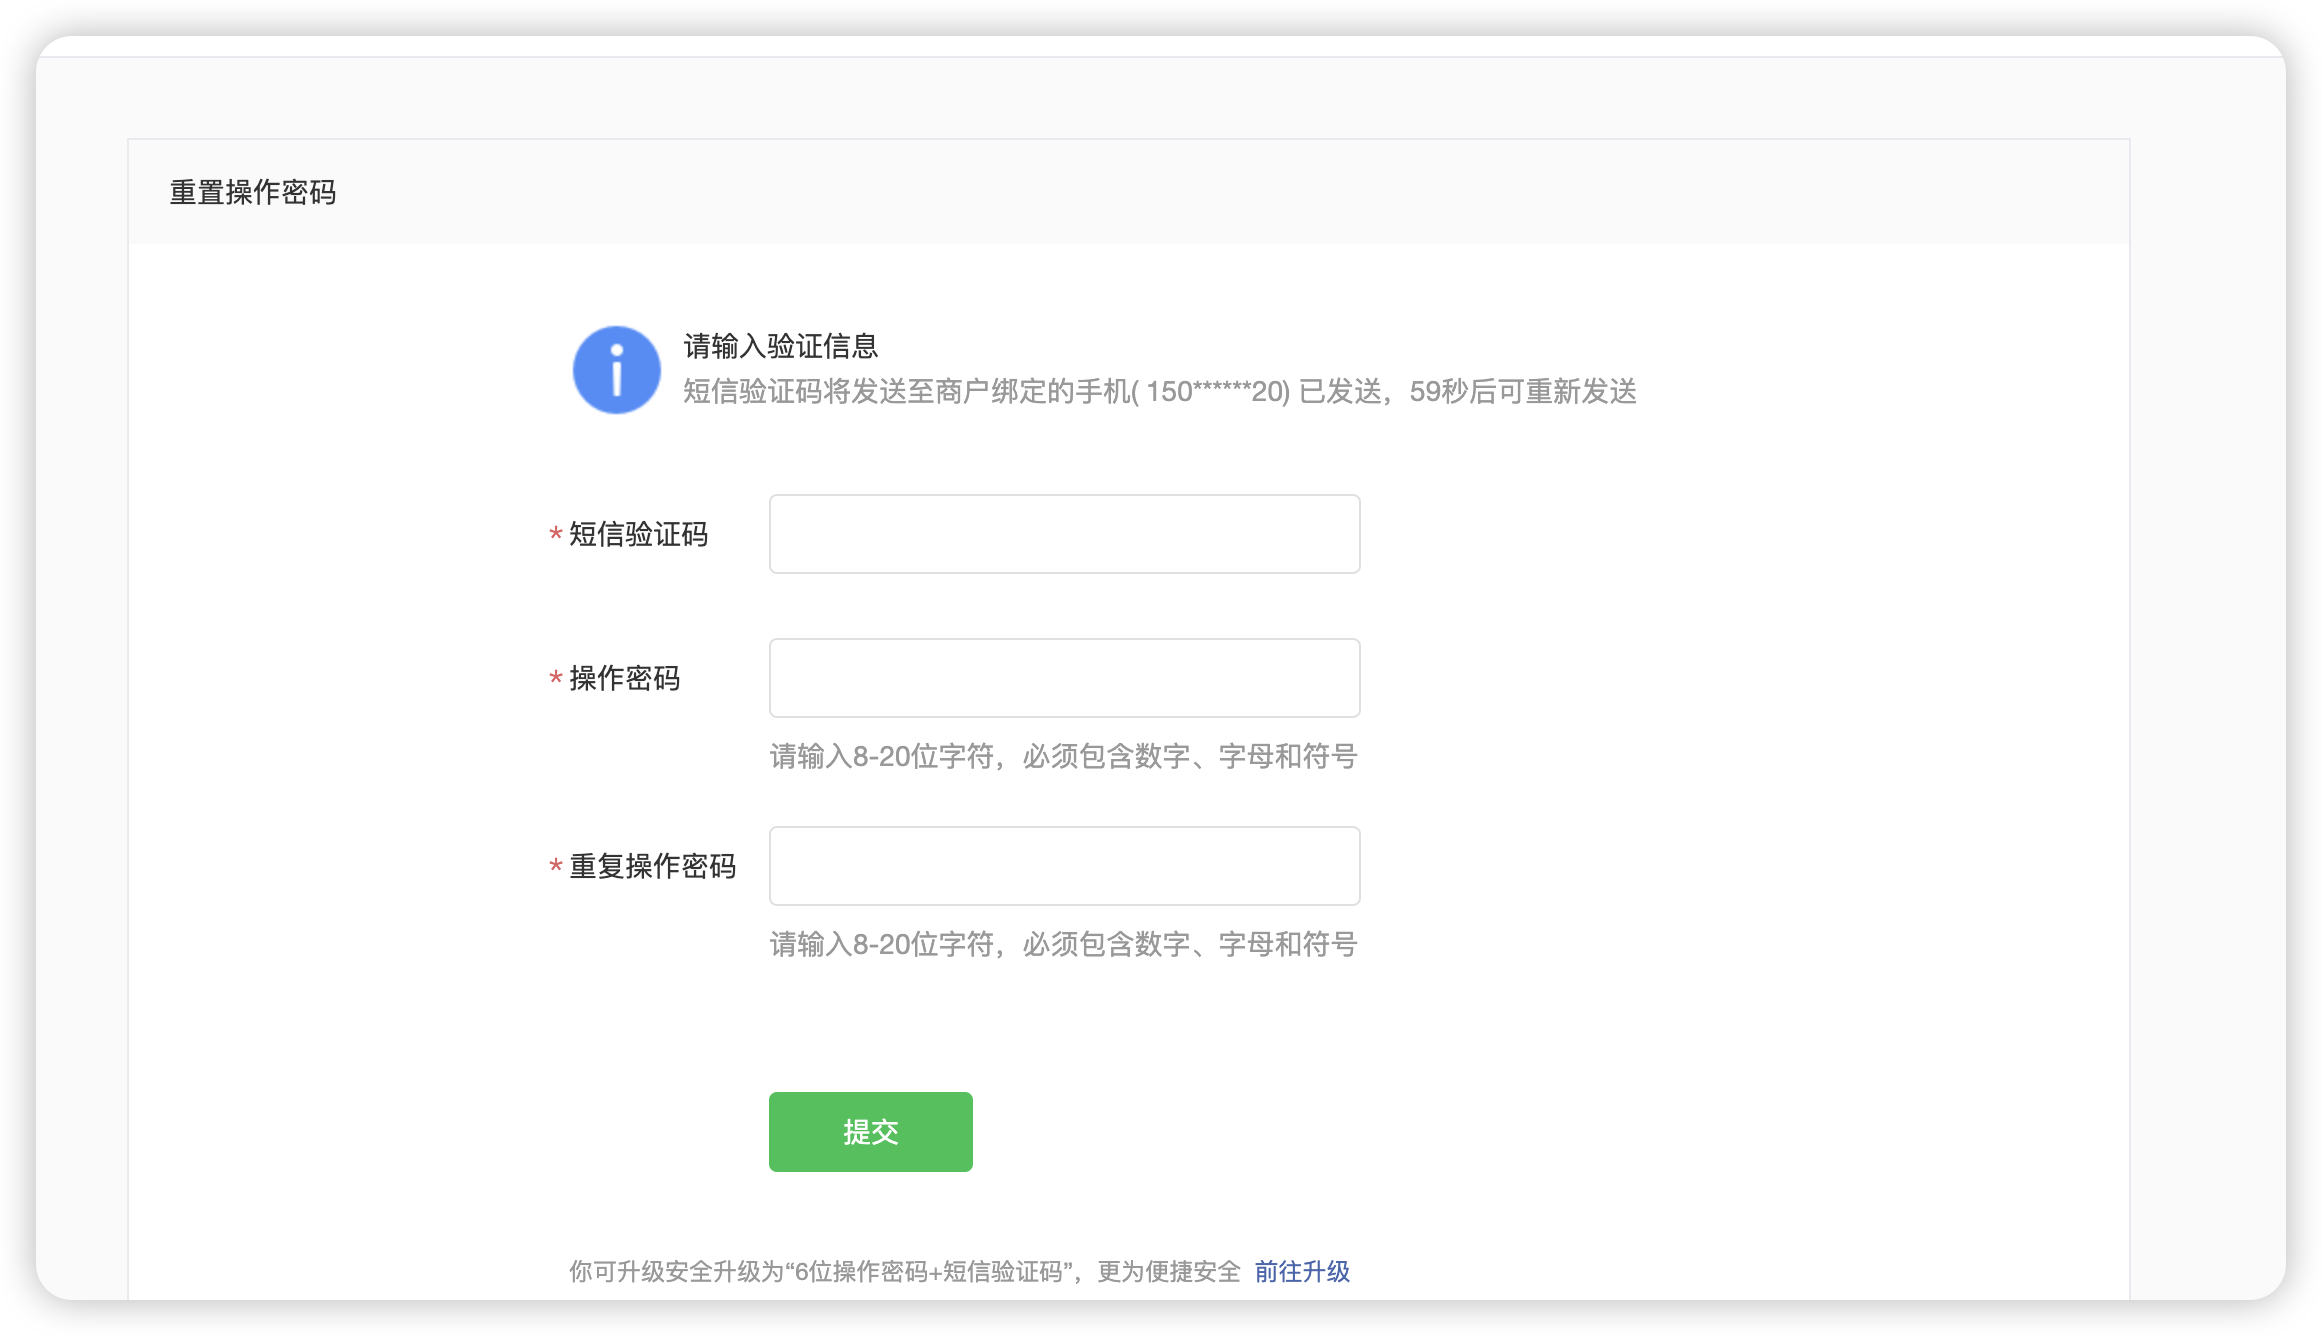 重置操作密码
请输入验证信息
短信验证码将发送至商户绑定的手机( 150******20) 已发送，59秒后可重新发送
* 短信验证码
* 操作密码
请输入8-20位字符，必须包含数字、字母和符号
* 重复操作密码
请输入8-20位字符，必须包含数字、字母和符号
提交
你可升级安全升级为“6位操作密码+短信验证码”，更为便捷安全 前往升级